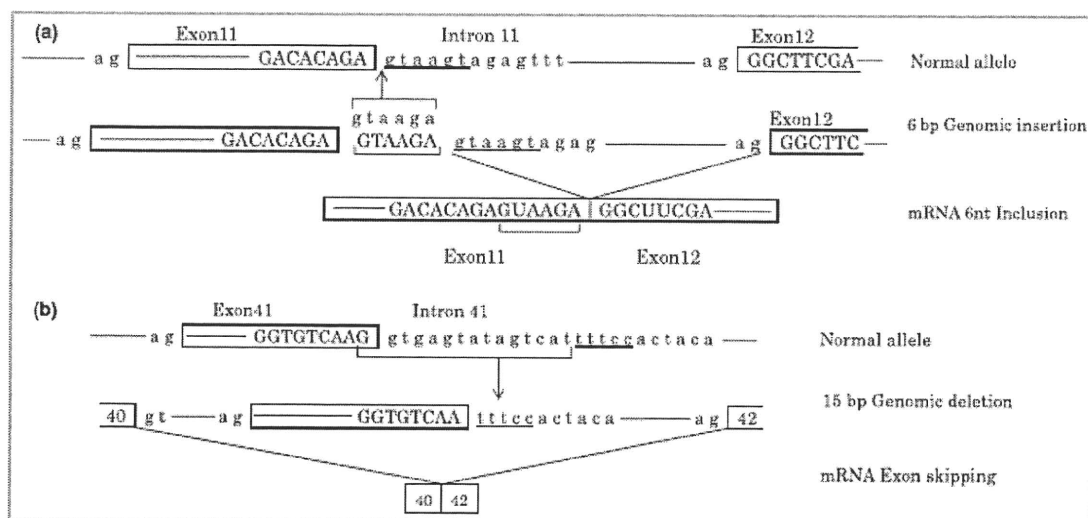 (a)
Exon11 Intron 11 Exon12
a g GACACAGA g t a a g t a g a g t t t a g GGCTTCGA Normal allele
g t a a g a
a g GACACAGA GTAAGA g t a a g t a g a g a g Exon12 GGCTTC 6 bp Genomic insertion
GACACAGAGUAAGA GGCUUCGA mRNA 6nt Inclusion
Exon11 Exon12
(b)
Exon41 Intron 41
a g GGTGTCAAG g t g a g t a t a g t c a t t t t c c a c t a c a Normal allele
15 bp Genomic deletion
40 g t a g GGTGTCAA t t t c c a c t a c a a g 42
mRNA Exon skipping
40 42